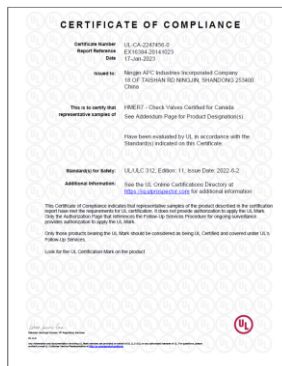 CERTIFICATE OF COMPLIANCE
Certificate Number UL-CA-2247450-0
Report Reference EX16384-20141023
Date 17-Jan-2023
Issued to: Ningjin APC Industries Incorporated Company
18 OF TAISHAN RD NINGJIN, SHANDONG 253400
China
This is to certify that HMER7 - Check Valves Certified for Canada
representative samples of See Addendum Page for Product Designation(s).
Have been evaluated by UL in accordance with the
Standard(s) indicated on this Certificate.
Standard(s) for Safety: UL/ULC 312, Edition: 11, Issue Date: 2022-6-2
Additional Information: See the UL Online Certifications Directory at
https://iq.ulprospector.com for additional information
This Certificate of Compliance indicates that representative samples of the product described in the certification
report have met the requirements for UL certification. It does not provide authorization to apply the UL Mark.
Only the Authorization Page that references the Follow-Up Services Procedure for ongoing surveillance
provides authorization to apply the UL Mark.
Only those products bearing the UL Mark should be considered as being UL Certified and covered under UL's
Follow-Up Services.
Look for the UL Certification Mark on the product.
UL